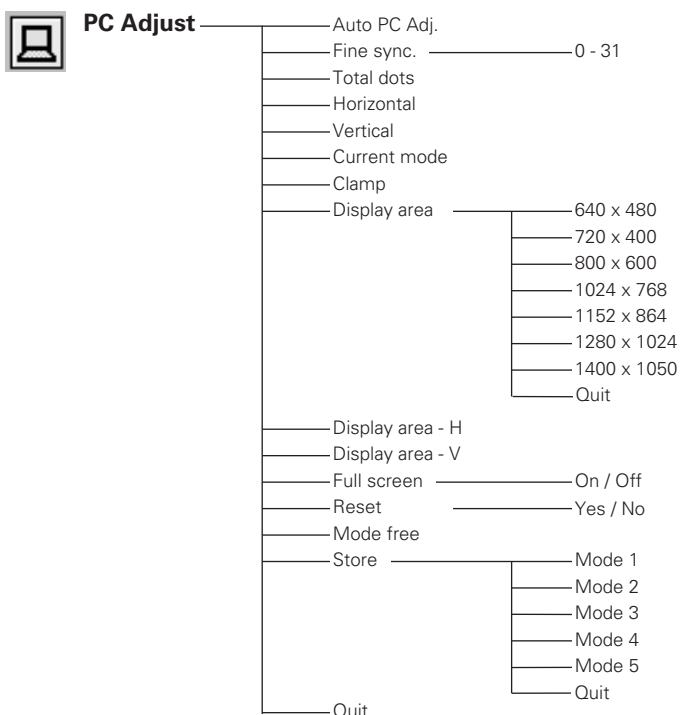 PC Adjust Auto PC Adj.
Fine sync. 0 - 31
Total dots
Horizontal
Vertical
Current mode
Clamp
Display area 640 x 480
720 x 400
800 x 600
1024 x 768
1152 x 864
1280 x 1024
1400 x 1050
Quit
Display area - H
Display area - V
Full screen On / Off
Reset Yes / No
Mode free
Store Mode 1
Mode 2
Mode 3
Mode 4
Mode 5
Quit
Quit